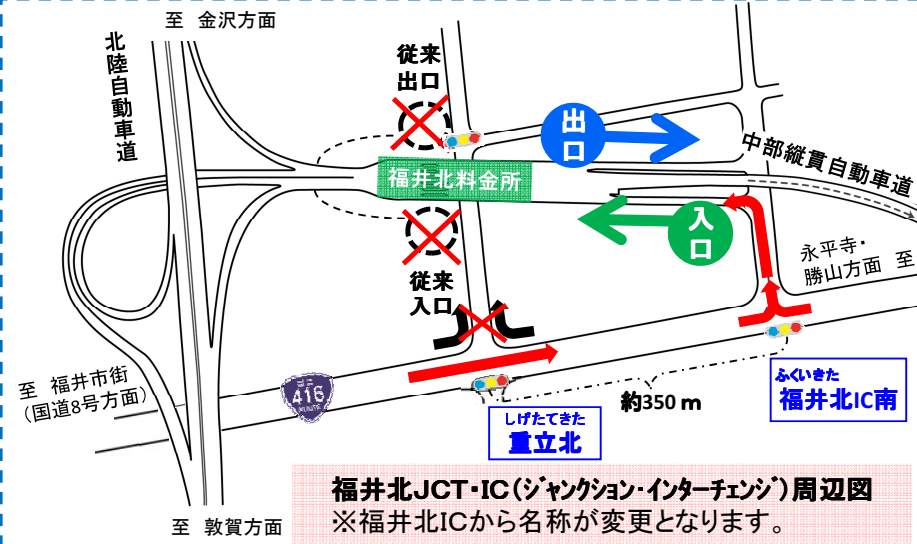 至 金沢方面
北陸自動車道
従来
出口
出口
中部縦貫自動車道
福井北料金所
入口
従来
入口
永平寺・
勝山方面 至
至 福井市街
(国道8号方面)
416
ROUTE
約350 m
ふくいきた
福井北IC南
しげたてきた
重立北
福井北JCT・IC(ジャンクション・インターチェンジ)周辺図
※福井北ICから名称が変更となります。
至 敦賀方面